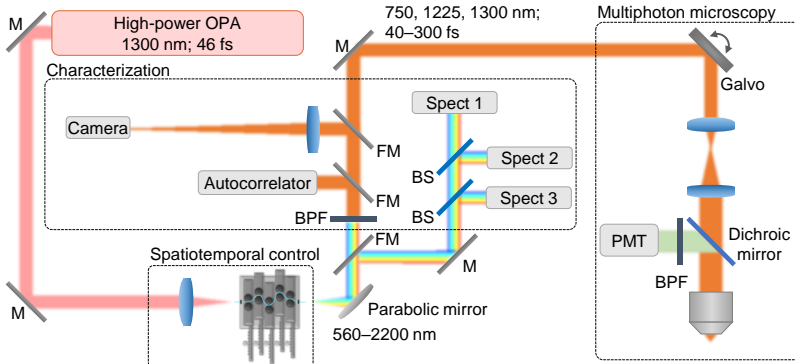 M
High-power OPA
1300 nm; 46 fs
M
750, 1225, 1300 nm;
40–300 fs
Multiphoton microscopy
Galvo
Characterization
Camera
FM
Spect 1
Spect 2
BS
Autocorrelator
FM
Spect 3
BS
BPF
FM
M
PMT
BPF
Dichroic
mirror
Spatiotemporal control
M
Parabolic mirror
560–2200 nm